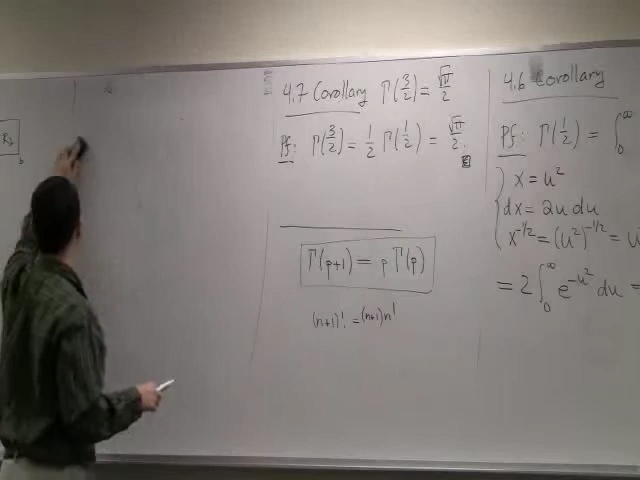 4.7 Corollary Γ(3/2) = √π/2
Pf: Γ(3/2) = 1/2 Γ(1/2) = √π/2.
Γ(p+1) = p Γ(p)
(n+1)! = (n+1) n!
4.6 Corollary
Pf: Γ(1/2) = ∫₀^∞
x = u²
dx = 2u du
x^(-1/2) = (u²)^(-1/2) = u
= 2 ∫₀^∞ e^(-u²) du =